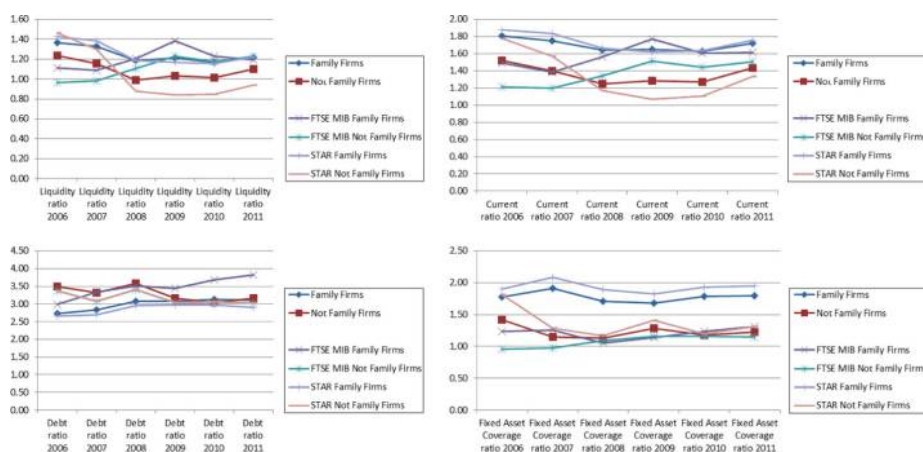 1.60
1.40
1.20
1.00
0.80
0.60
0.40
0.20
0.00
Liquidity ratio 2006
Liquidity ratio 2007
Liquidity ratio 2008
Liquidity ratio 2009
Liquidity ratio 2010
Liquidity ratio 2011
Family Firms
Not Family Firms
FTSE MIB Family Firms
FTSE MIB Not Family Firms
STAR Family Firms
STAR Not Family Firms
2.00
1.80
1.60
1.40
1.20
1.00
0.80
0.60
0.40
0.20
0.00
Current ratio 2006
Current ratio 2007
Current ratio 2008
Current ratio 2009
Current ratio 2010
Current ratio 2011
Family Firms
Not Family Firms
FTSE MIB Family Firms
FTSE MIB Not Family Firms
STAR Family Firms
STAR Not Family Firms
4.50
4.00
3.50
3.00
2.50
2.00
1.50
1.00
0.50
0.00
Debt ratio 2006
Debt ratio 2007
Debt ratio 2008
Debt ratio 2009
Debt ratio 2010
Debt ratio 2011
Family Firms
Not Family Firms
FTSE MIB Family Firms
FTSE MIB Not Family Firms
STAR Family Firms
STAR Not Family Firms
2.50
2.00
1.50
1.00
0.50
0.00
Fixed Asset Coverage ratio 2006
Fixed Asset Coverage ratio 2007
Fixed Asset Coverage ratio 2008
Fixed Asset Coverage ratio 2009
Fixed Asset Coverage ratio 2010
Fixed Asset Coverage ratio 2011
Family Firms
Not Family Firms
FTSE MIB Family Firms
FTSE MIB Not Family Firms
STAR Family Firms
STAR Not Family Firms